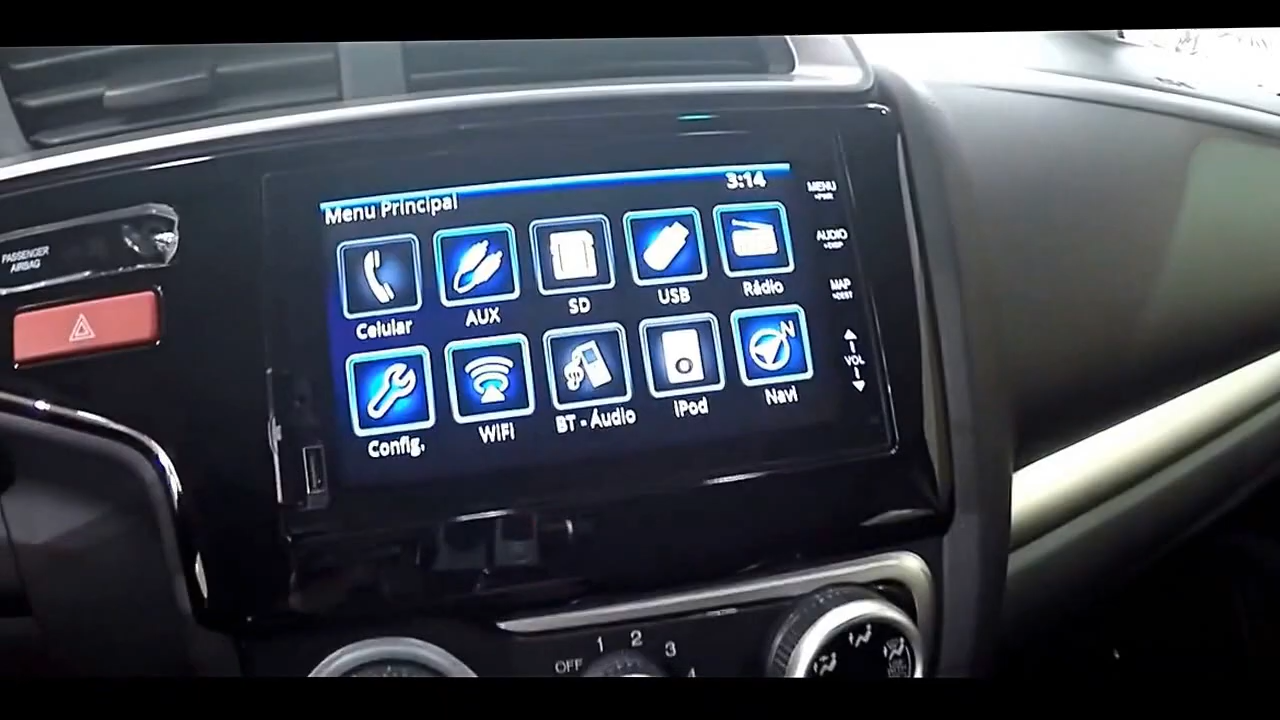 Menu Principal
3:14
Celular
AUX
SD
USB
Rádio
Config.
WiFi
BT - Áudio
iPod
N
Navi
MENU
AUDIO
MAP
VOL
PASSENGER
AIRBAG
OFF
1
2
3
4